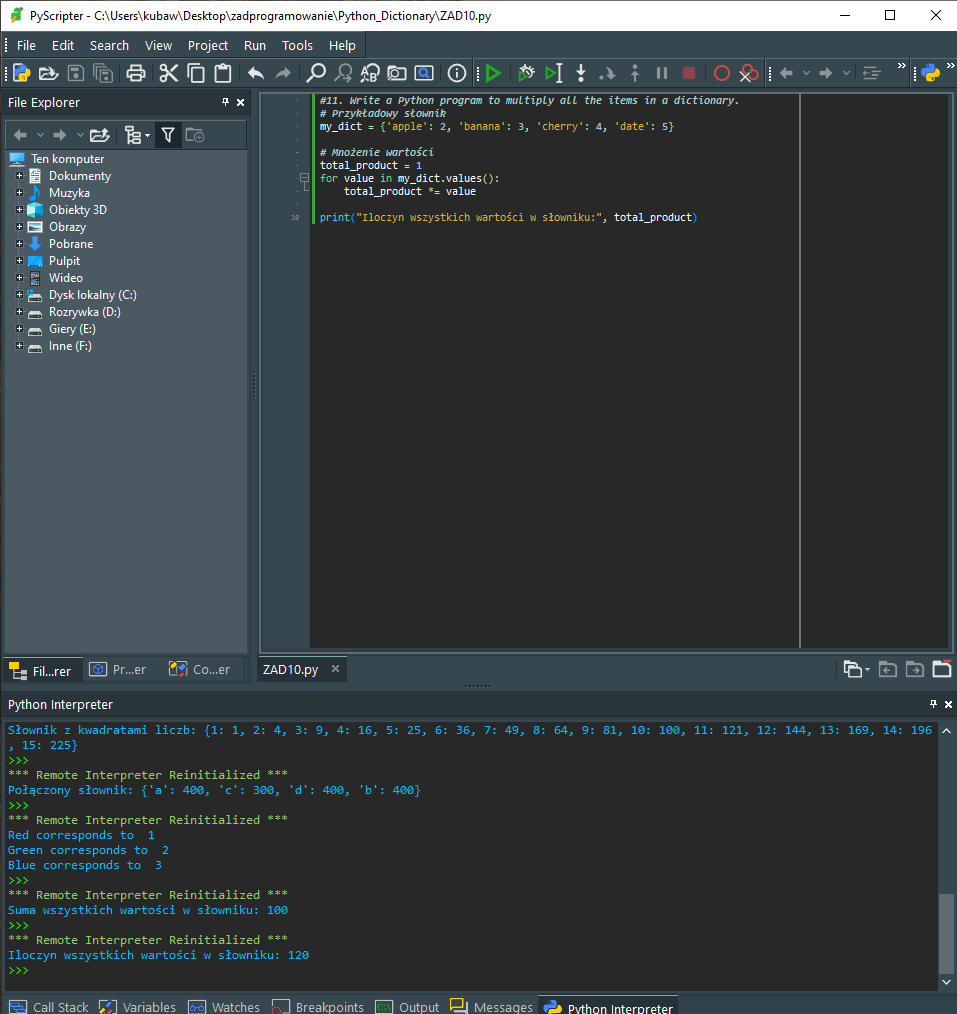 PyScripter - C:\Users\kubaw\Desktop\zadprogramowanie\Python_Dictionary\ZAD10.py
File Edit Search View Project Run Tools Help
File Explorer
Ten komputer
Dokumenty
Muzyka
Obiekty 3D
Obrazy
Pobrane
Pulpit
Wideo
Dysk lokalny (C:)
Rozrywka (D:)
Giery (E:)
Inne (F:)
Fil...rer Pr...er Co...er
#11. Write a Python program to multiply all the items in a dictionary.
# Przykładowy słownik
my_dict = {'apple': 2, 'banana': 3, 'cherry': 4, 'date': 5}
# Mnożenie wartości
total_product = 1
for value in my_dict.values():
    total_product *= value
10 print("Iloczyn wszystkich wartości w słowniku:", total_product)
ZAD10.py
Python Interpreter
Słownik z kwadratami liczb: {1: 1, 2: 4, 3: 9, 4: 16, 5: 25, 6: 36, 7: 49, 8: 64, 9: 81, 10: 100, 11: 121, 12: 144, 13: 169, 14: 196
, 15: 225}
>>>
*** Remote Interpreter Reinitialized ***
Połączony słownik: {'a': 400, 'c': 300, 'd': 400, 'b': 400}
>>>
*** Remote Interpreter Reinitialized ***
Red corresponds to  1
Green corresponds to  2
Blue corresponds to  3
>>>
*** Remote Interpreter Reinitialized ***
Suma wszystkich wartości w słowniku: 100
>>>
*** Remote Interpreter Reinitialized ***
Iloczyn wszystkich wartości w słowniku: 120
>>>
Call Stack Variables Watches Breakpoints Output Messages Python Interpreter